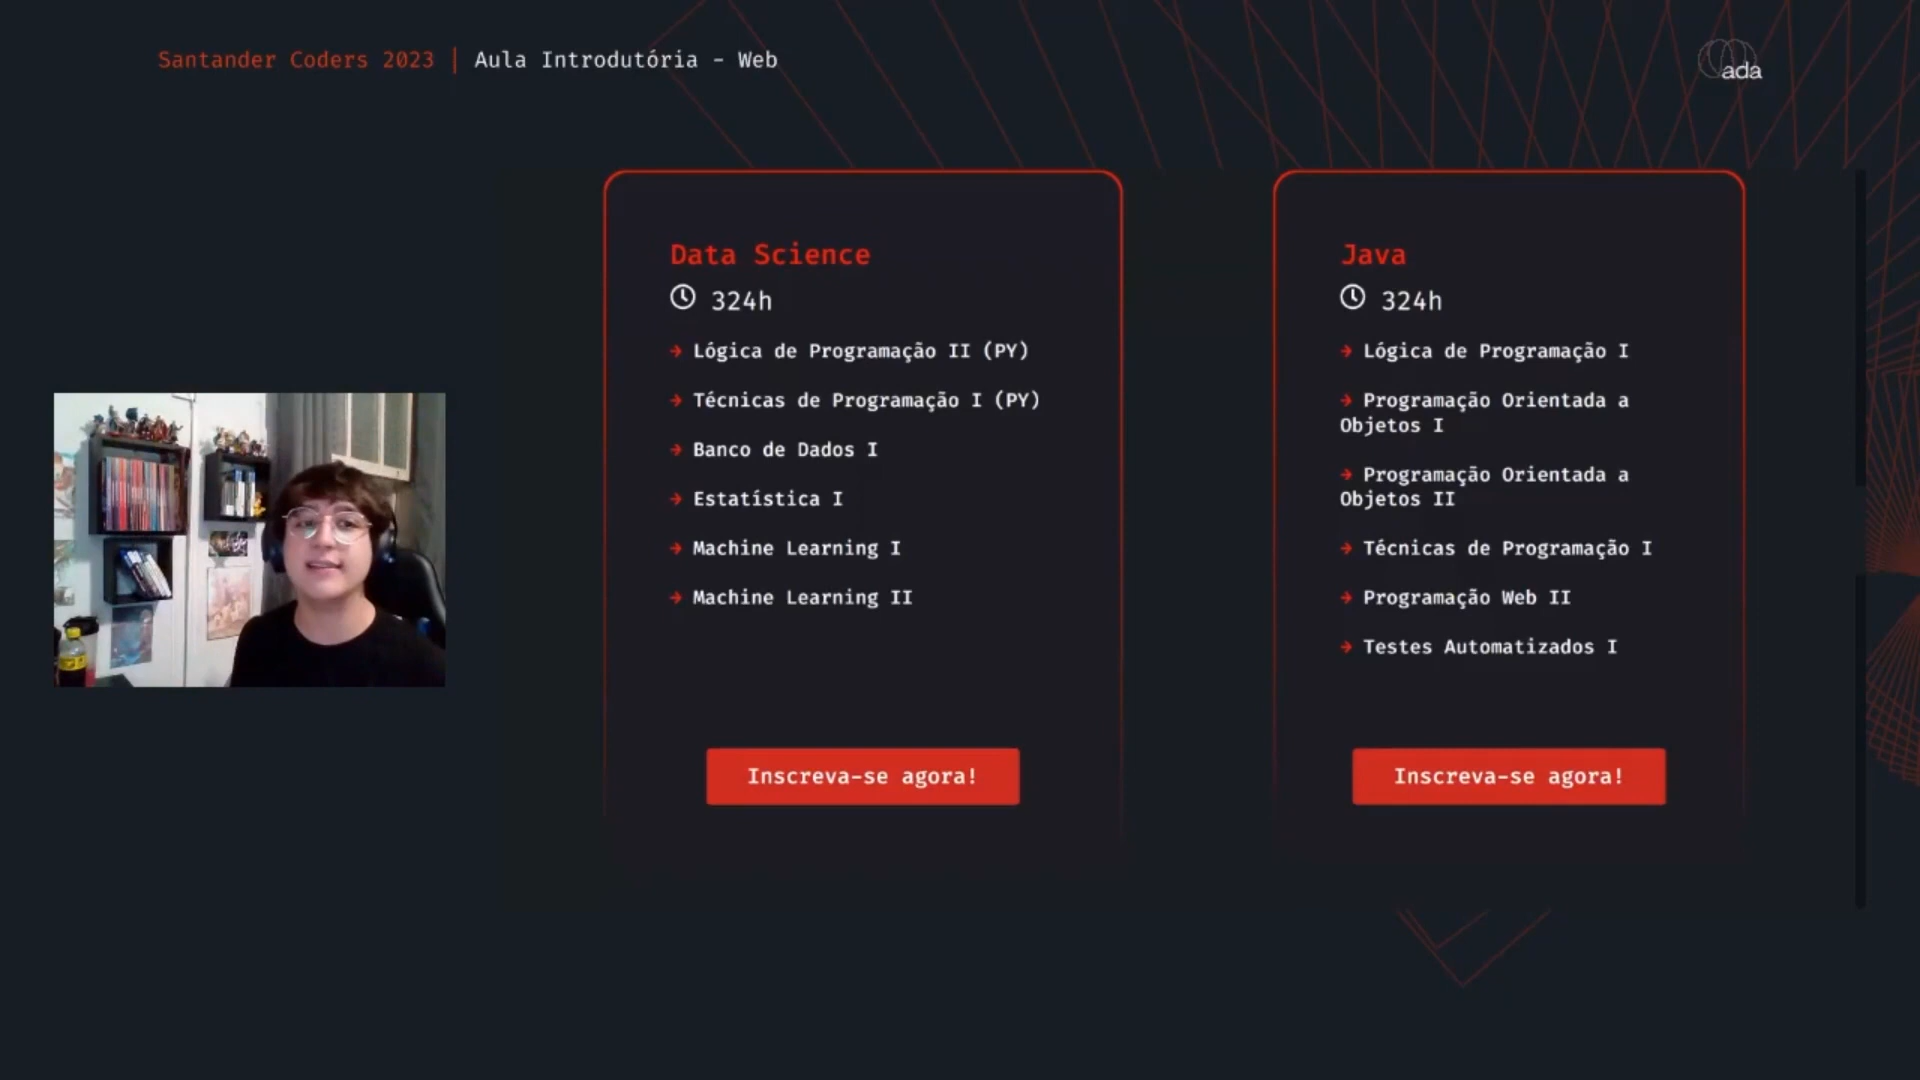 Santander Coders 2023 | Aula Introdutória - Web
ada
Data Science
324h
→ Lógica de Programação II (PY)
→ Técnicas de Programação I (PY)
→ Banco de Dados I
→ Estatística I
→ Machine Learning I
→ Machine Learning II
Inscreva-se agora!
Java
324h
→ Lógica de Programação I
→ Programação Orientada a
Objetos I
→ Programação Orientada a
Objetos II
→ Técnicas de Programação I
→ Programação Web II
→ Testes Automatizados I
Inscreva-se agora!